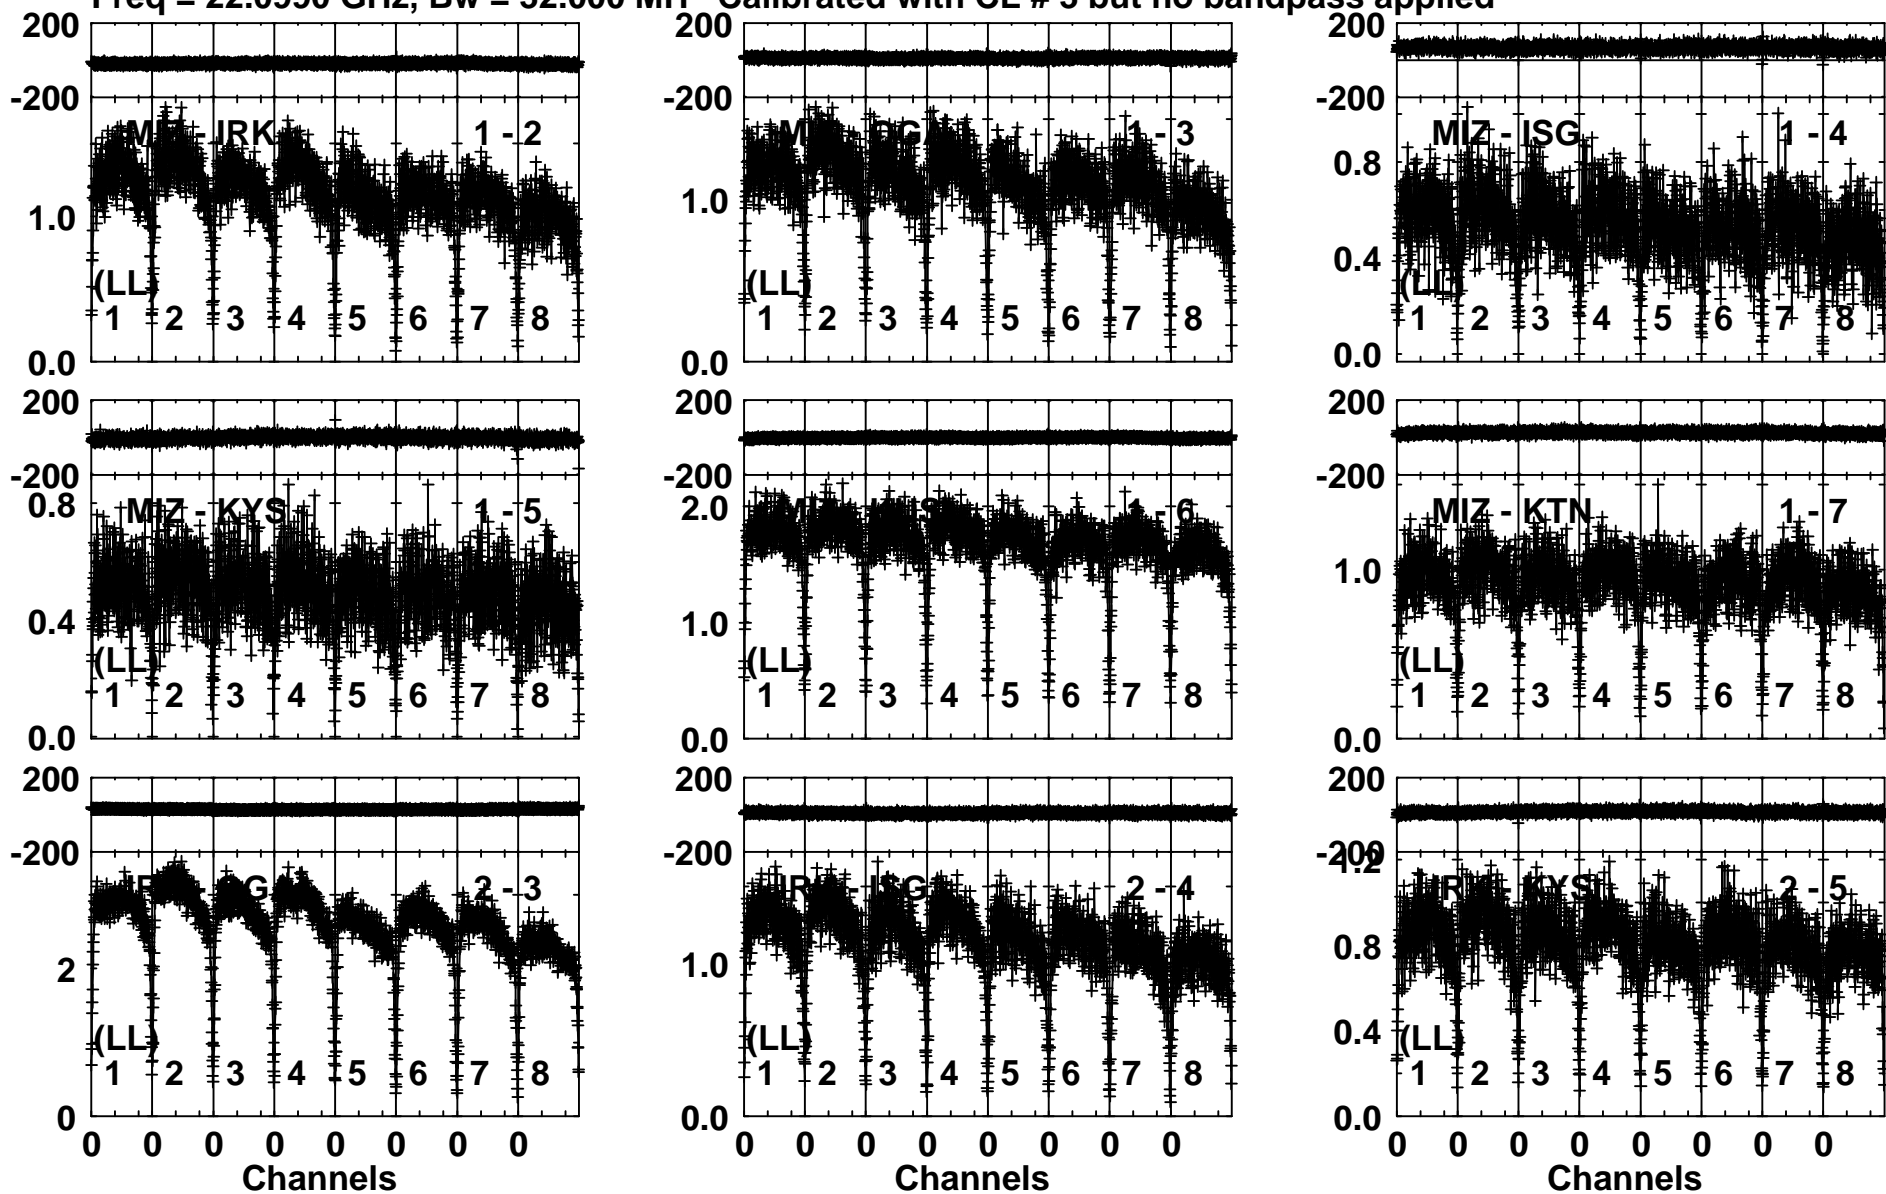 Calibrated with CL # 3 but no bandpass applied
200 200 200
-200 -200 -200
MIZ - IRK 1 - 2 1 - 3 MIZ - ISG 1 - 4
1.0 1.0 0.8
0.4
(LL) (LL) (LL)
1 2 3 4 5 6 7 8 1 2 3 4 5 6 7 8 1 2 3 4 5 6 7 8
0.0 0.0 0.0
200 200 200
-200 -200 -200
0.8 MIZ - KYS 1 - 5 2.0 1 - 6 MIZ - KTN 1 - 7
0.4 1.0 1.0
(LL) (LL) (LL)
1 2 3 4 5 6 7 8 1 2 3 4 5 6 7 8 1 2 3 4 5 6 7 8
0.0 0.0 0.0
200 200 200
-200 -200 -200 1.2
2 - 3 IRK - ISG 2 - 4 IRK - KYS 2 - 5
2 1.0 0.8
0.4
(LL) (LL) (LL)
1 2 3 4 5 6 7 8 1 2 3 4 5 6 7 8 1 2 3 4 5 6 7 8
0 0.0 0.0
0 0 0 0 0 0 0 0 0 0 0 0 0 0 0 0 0 0 0 0 0 0 0 0
Channels Channels Channels